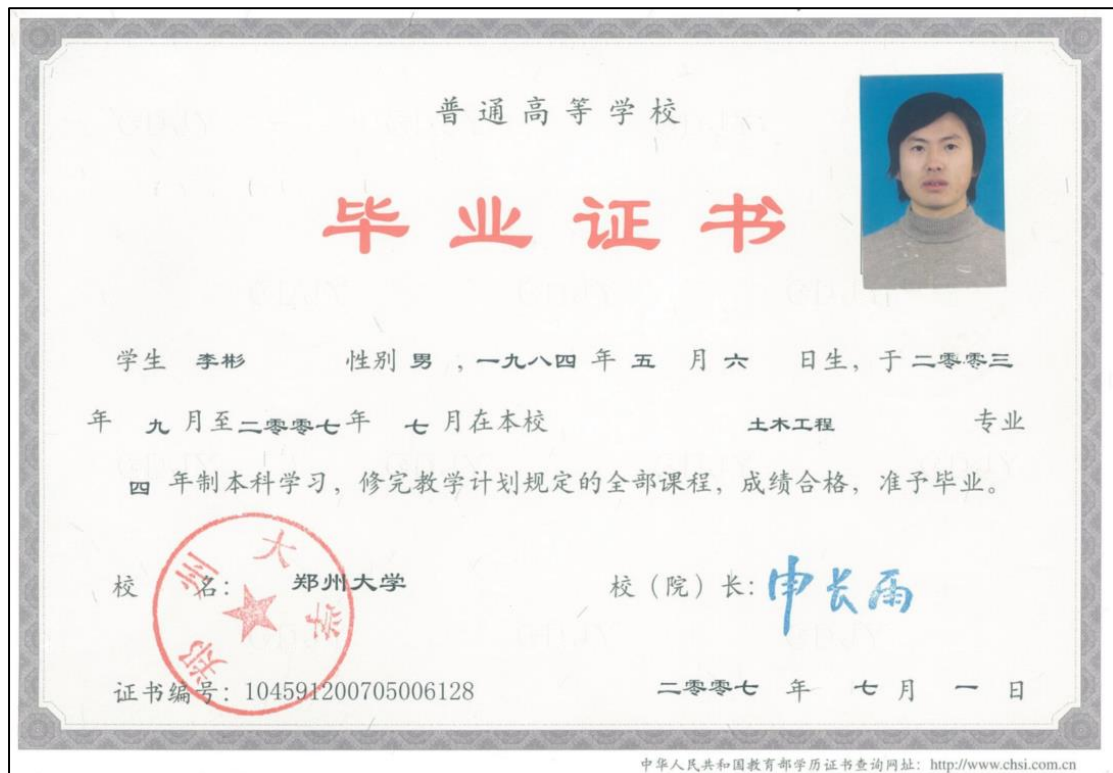 普通高等学校
毕业证书
学生 李彬 性别 男 ，一九八四 年 五 月 六 日生，于 二零零三
年 九 月至 二零零七 年 七 月在本校 土木工程 专业
四 年制本科学习，修完教学计划规定的全部课程，成绩合格，准予毕业。
校 名： 郑州大学 校（院）长：申长雨
郑州大学
证书编号：104591200705006128 二零零七 年 七 月 一 日
中华人民共和国教育部学历证书查询网址：http://www.chsi.com.cn